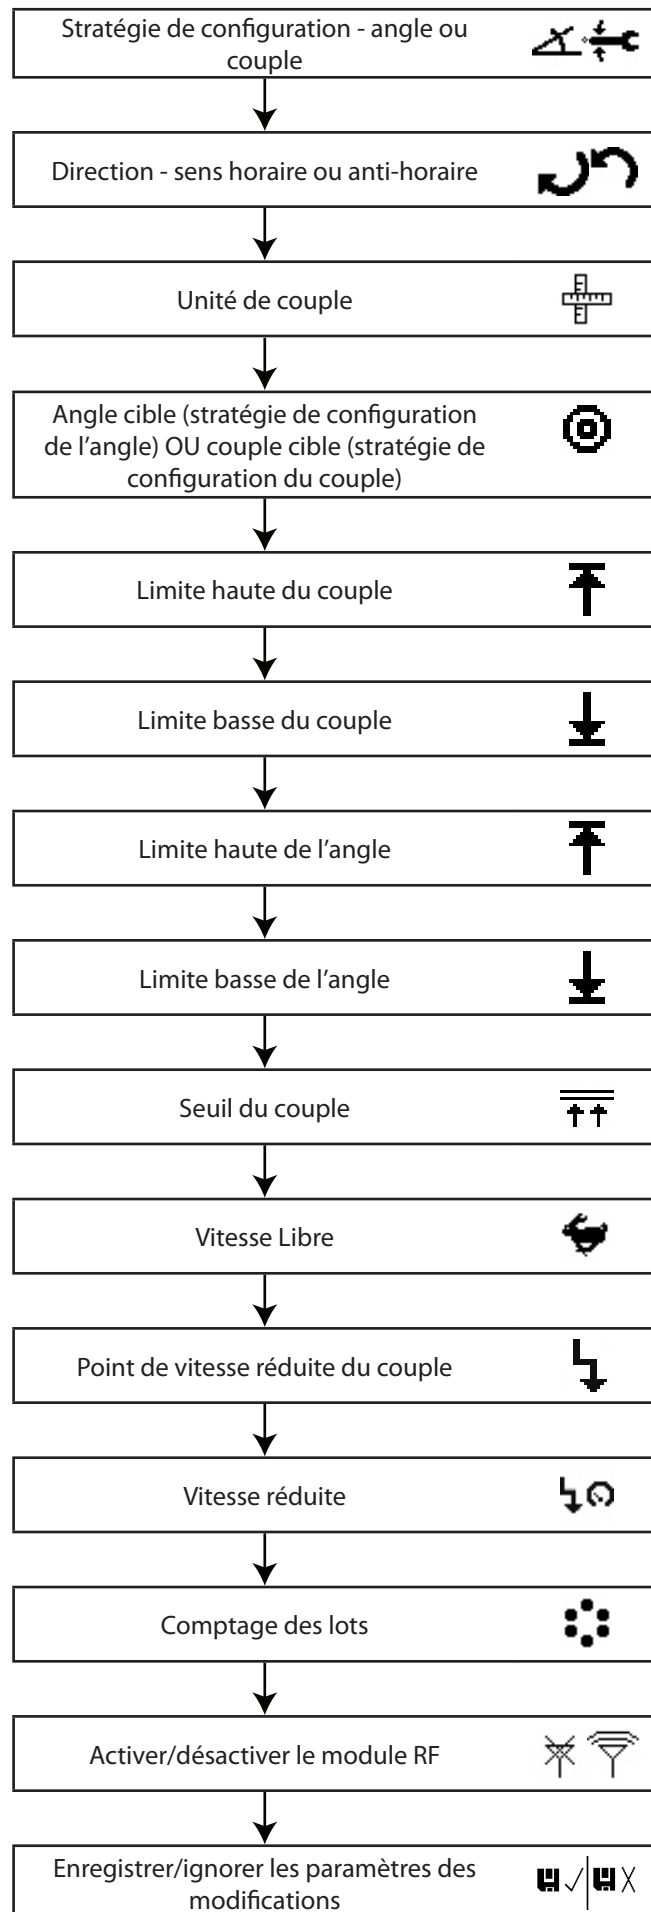 Stratégie de configuration - angle ou
couple
Direction - sens horaire ou anti-horaire
Unité de couple
Angle cible (stratégie de configuration
de l'angle) OU couple cible (stratégie de
configuration du couple)
Limite haute du couple
Limite basse du couple
Limite haute de l'angle
Limite basse de l'angle
Seuil du couple
Vitesse Libre
Point de vitesse réduite du couple
Vitesse réduite
Comptage des lots
Activer/désactiver le module RF
Enregistrer/ignorer les paramètres des
modifications